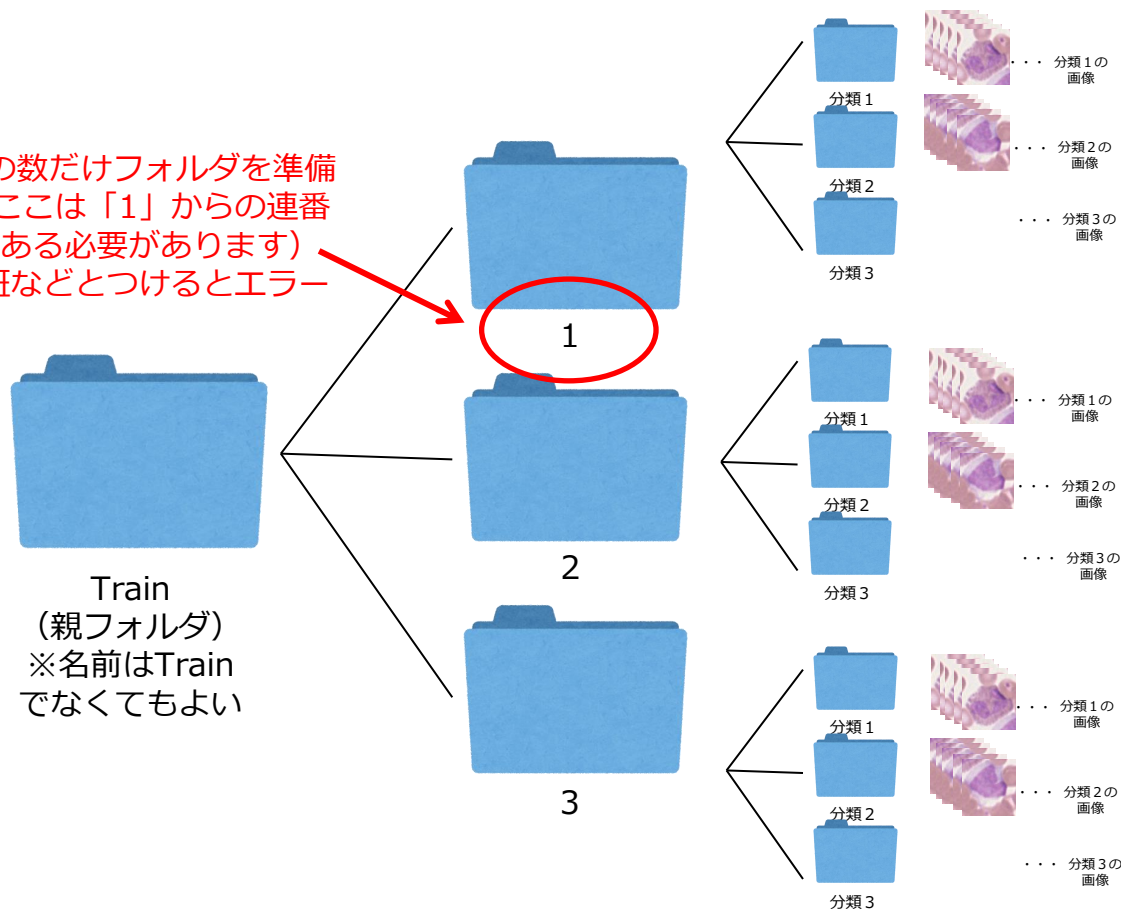 の数だけフォルダを準備
ここは「1」からの連番
ある必要があります）
などとつけるとエラー
Train
（親フォルダ）
※名前はTrain
でなくてもよい
1
分類１
分類２
分類３
・・・ 分類１の
画像
・・・ 分類２の
画像
・・・ 分類３の
画像
2
分類１
分類２
分類３
・・・ 分類１の
画像
・・・ 分類２の
画像
・・・ 分類３の
画像
3
分類１
分類２
分類３
・・・ 分類１の
画像
・・・ 分類２の
画像
・・・ 分類３の
画像